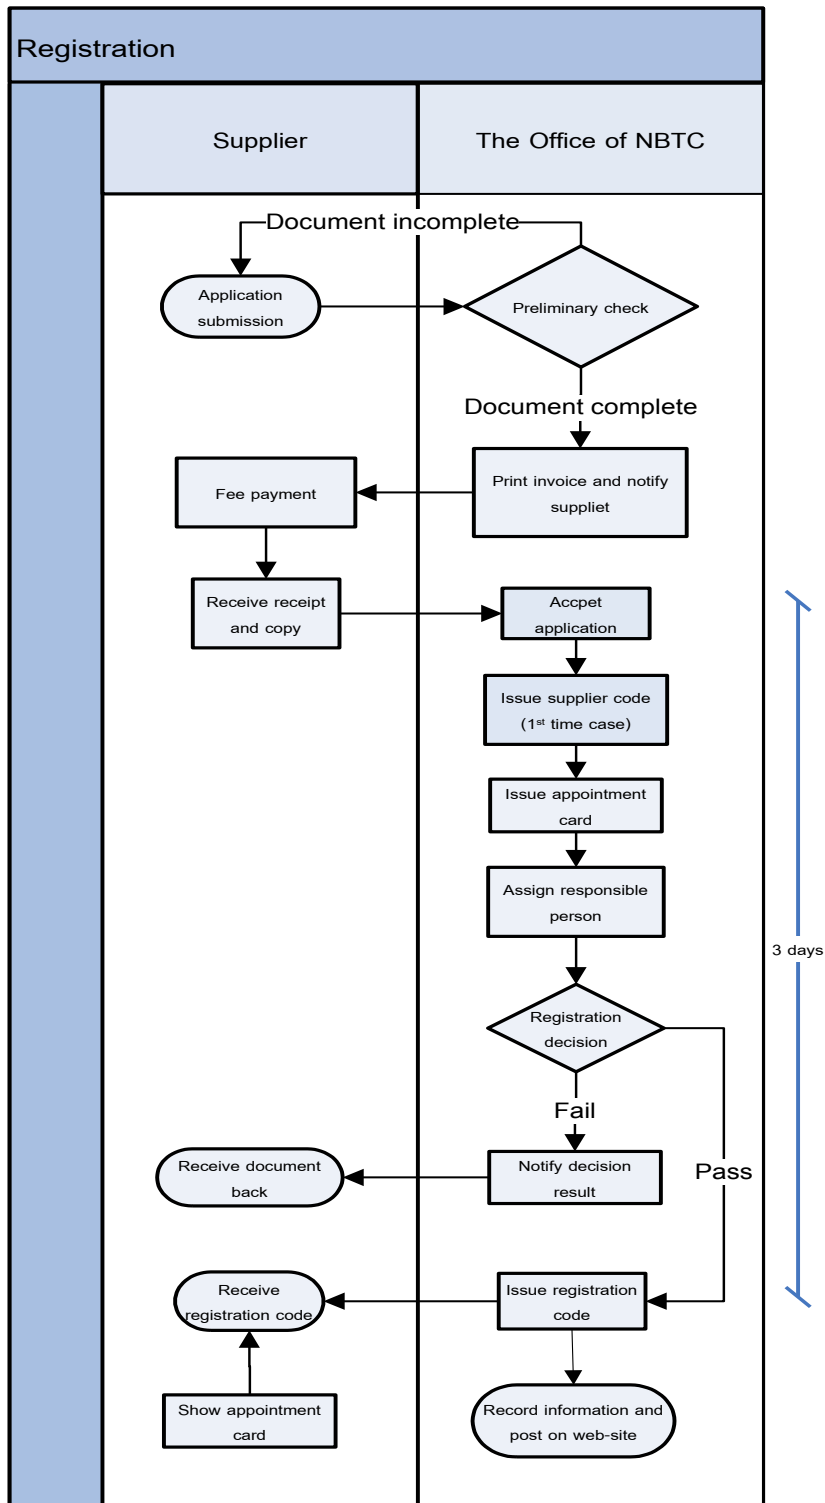 Registration
Supplier
The Office of NBTC
Document incomplete
Application
submission
Preliminary check
Document complete
Fee payment
Print invoice and notify
suppliet
Receive receipt
and copy
Accpet
application
Issue supplier code
(1st time case)
Issue appointment
card
Assign responsible
person
3 days
Registration
decision
Fail
Receive document
back
Notify decision
result
Pass
Receive
registration code
Issue registration
code
Show appointment
card
Record information and
post on web-site